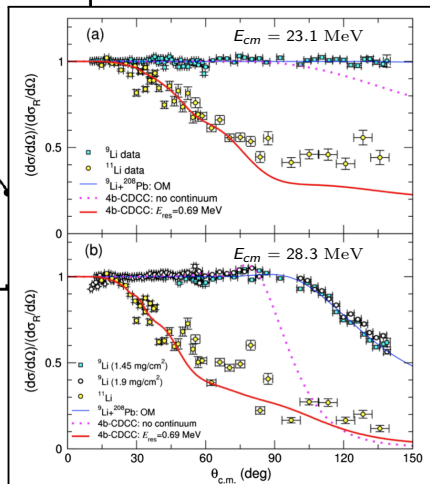 (a)
E_cm = 23.1 MeV
(dσ/dΩ)/(dσ_R/dΩ)
1
0.5
0
⁹Li data
¹¹Li data
⁹Li+²⁰⁸Pb: OM
4b-CDCC: no continuum
4b-CDCC: E_res=0.69 MeV
(b)
E_cm = 28.3 MeV
(dσ/dΩ)/(dσ_R/dΩ)
1
0.5
0
⁹Li (1.45 mg/cm²)
⁹Li (1.9 mg/cm²)
¹¹Li
⁹Li+²⁰⁸Pb: OM
4b-CDCC: no continuum
4b-CDCC: E_res=0.69 MeV
0 30 60 90 120 150
θ_c.m. (deg)